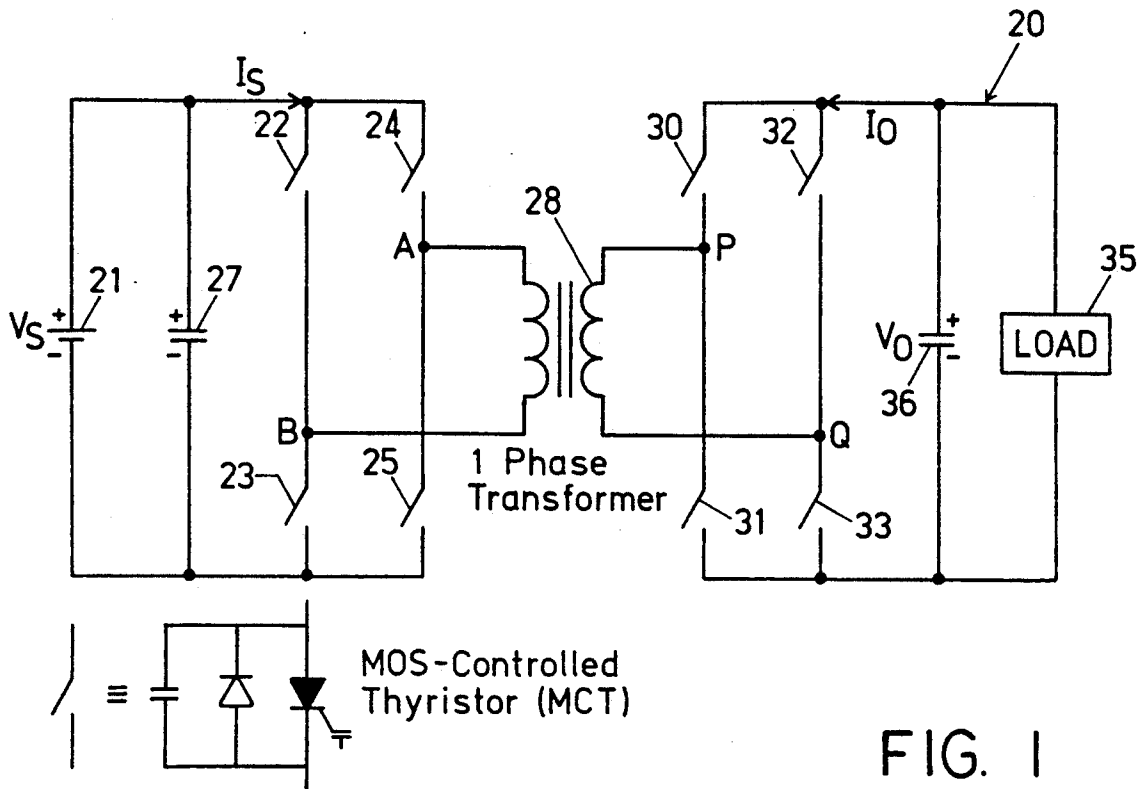 20
I_S
I_O
22
24
30
32
28
A
P
21
27
35
V_S
+
-
+
-
V_O
+
-
LOAD
36
B
Q
23
25
1 Phase
Transformer
31
33
≡
MOS-Controlled
Thyristor (MCT)
FIG. 1